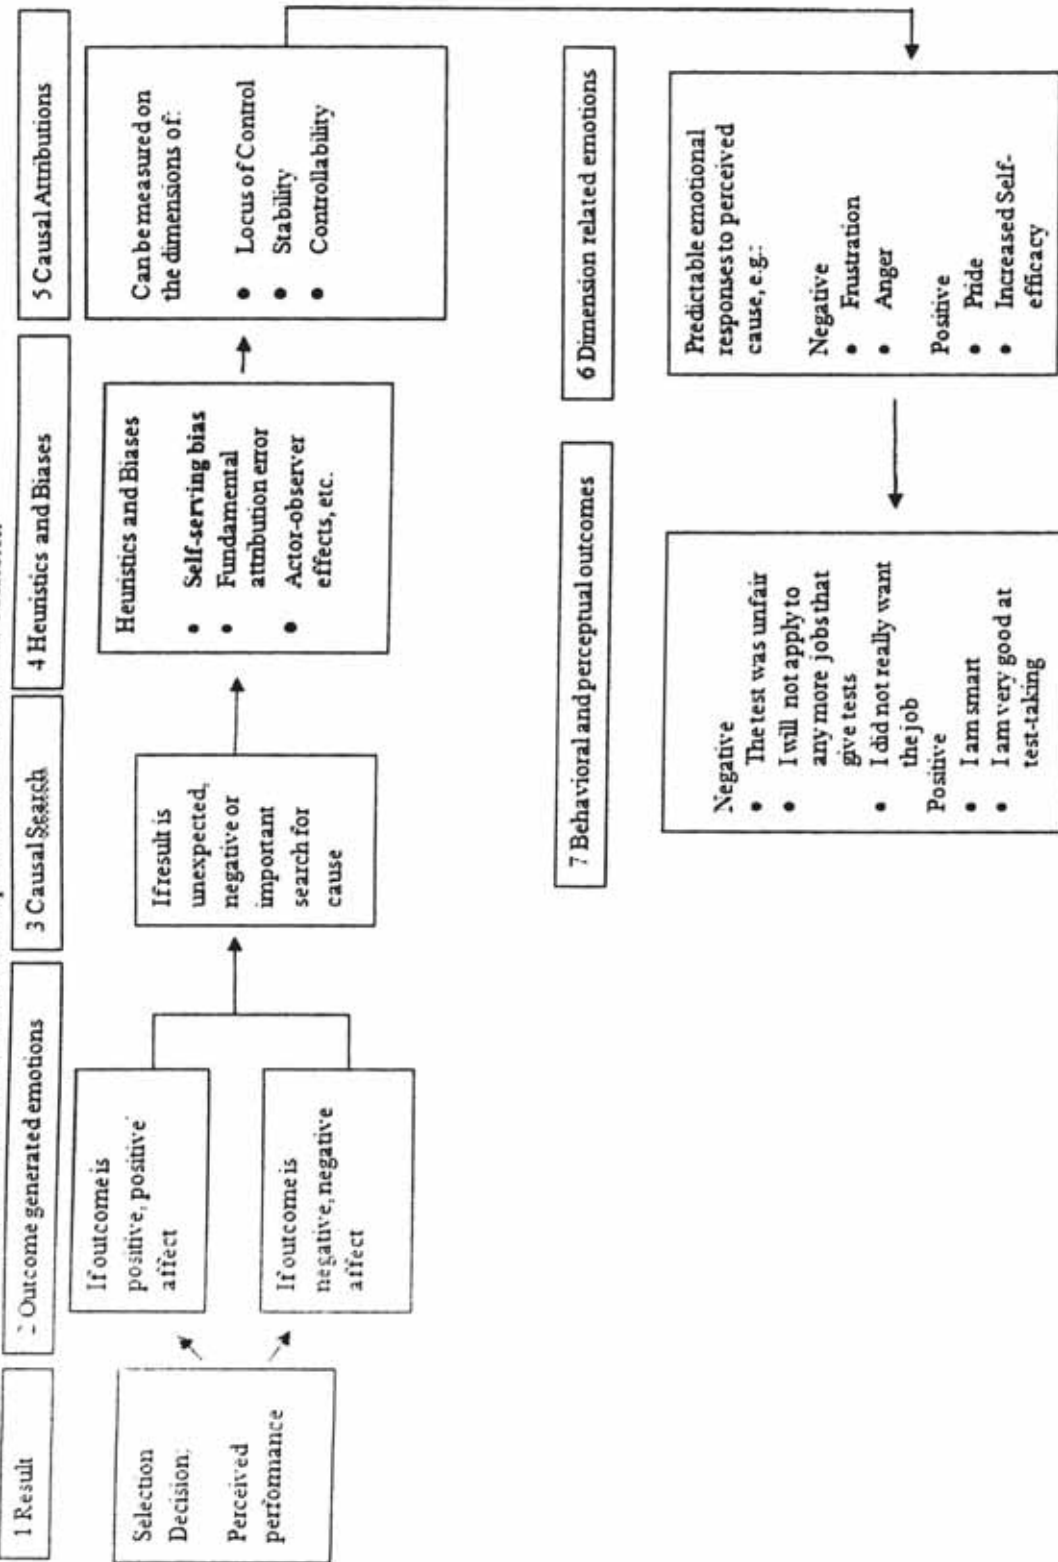 1 Result
2 Outcome generated emotions
3 Causal Search
4 Heuristics and Biases
5 Causal Attributions
Selection
Decision:
Perceived
performance
If outcome is
positive, positive
affect
If outcome is
negative, negative
affect
If result is
unexpected,
negative or
important
search for
cause
Heuristics and Biases
• Self-serving bias
• Fundamental
attribution error
• Actor-observer
effects, etc.
Can be measured on
the dimensions of:
• Locus of Control
• Stability
• Controllability
6 Dimension related emotions
Predictable emotional
responses to perceived
cause, e.g.:
Negative
• Frustration
• Anger
Positive
• Pride
• Increased Self-
efficacy
7 Behavioral and perceptual outcomes
Negative
• The test was unfair
• I will not apply to
any more jobs that
give tests
• I did not really want
the job
Positive
• I am smart
• I am very good at
test-taking